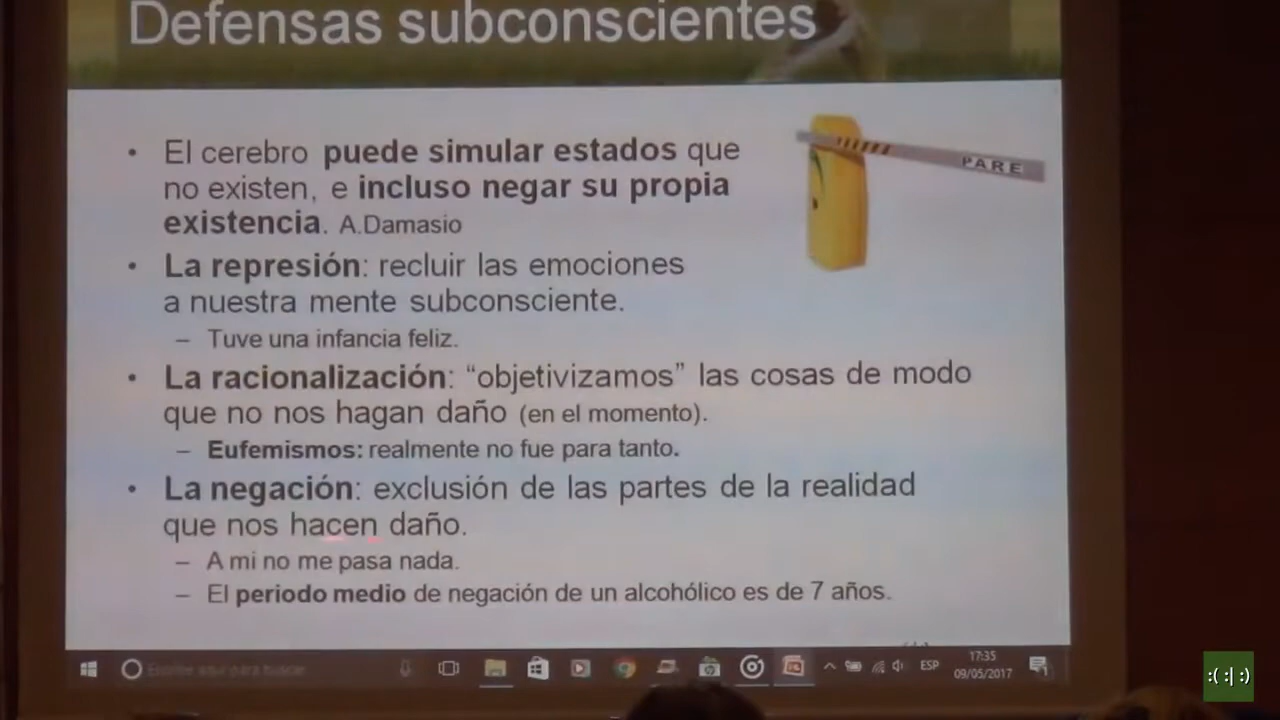 Defensas subconscientes
• El cerebro puede simular estados que
no existen, e incluso negar su propia
existencia. A.Damasio
PARE
• La represión: recluir las emociones
a nuestra mente subconsciente.
– Tuve una infancia feliz.
• La racionalización: “objetivizamos” las cosas de modo
que no nos hagan daño (en el momento).
– Eufemismos: realmente no fue para tanto.
• La negación: exclusión de las partes de la realidad
que nos hacen daño.
– A mi no me pasa nada.
– El periodo medio de negación de un alcohólico es de 7 años.
Escribe aquí para buscar
ESP
17:35
09/05/2017
:( :| :)